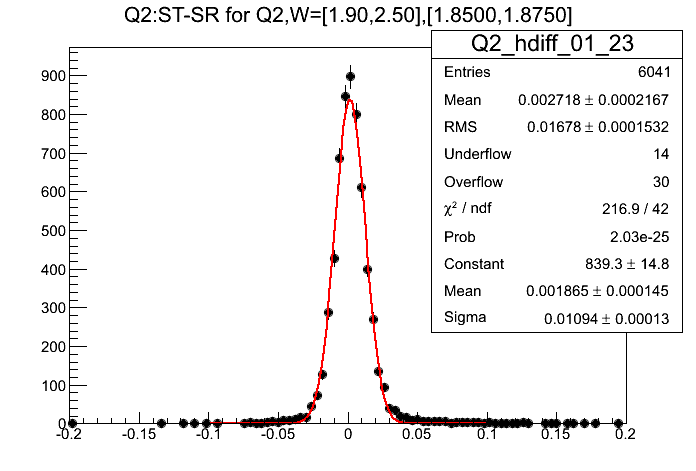 Q2:ST-SR for Q2,W=[1.90,2.50],[1.8500,1.8750]
Q2_hdiff_01_23
Entries 6041
Mean 0.002718 ± 0.0002167
RMS 0.01678 ± 0.0001532
Underflow 14
Overflow 30
χ² / ndf 216.9 / 42
Prob 2.03e-25
Constant 839.3 ± 14.8
Mean 0.001865 ± 0.000145
Sigma 0.01094 ± 0.00013
900
800
700
600
500
400
300
200
100
0
-0.2 -0.15 -0.1 -0.05 0 0.05 0.1 0.15 0.2